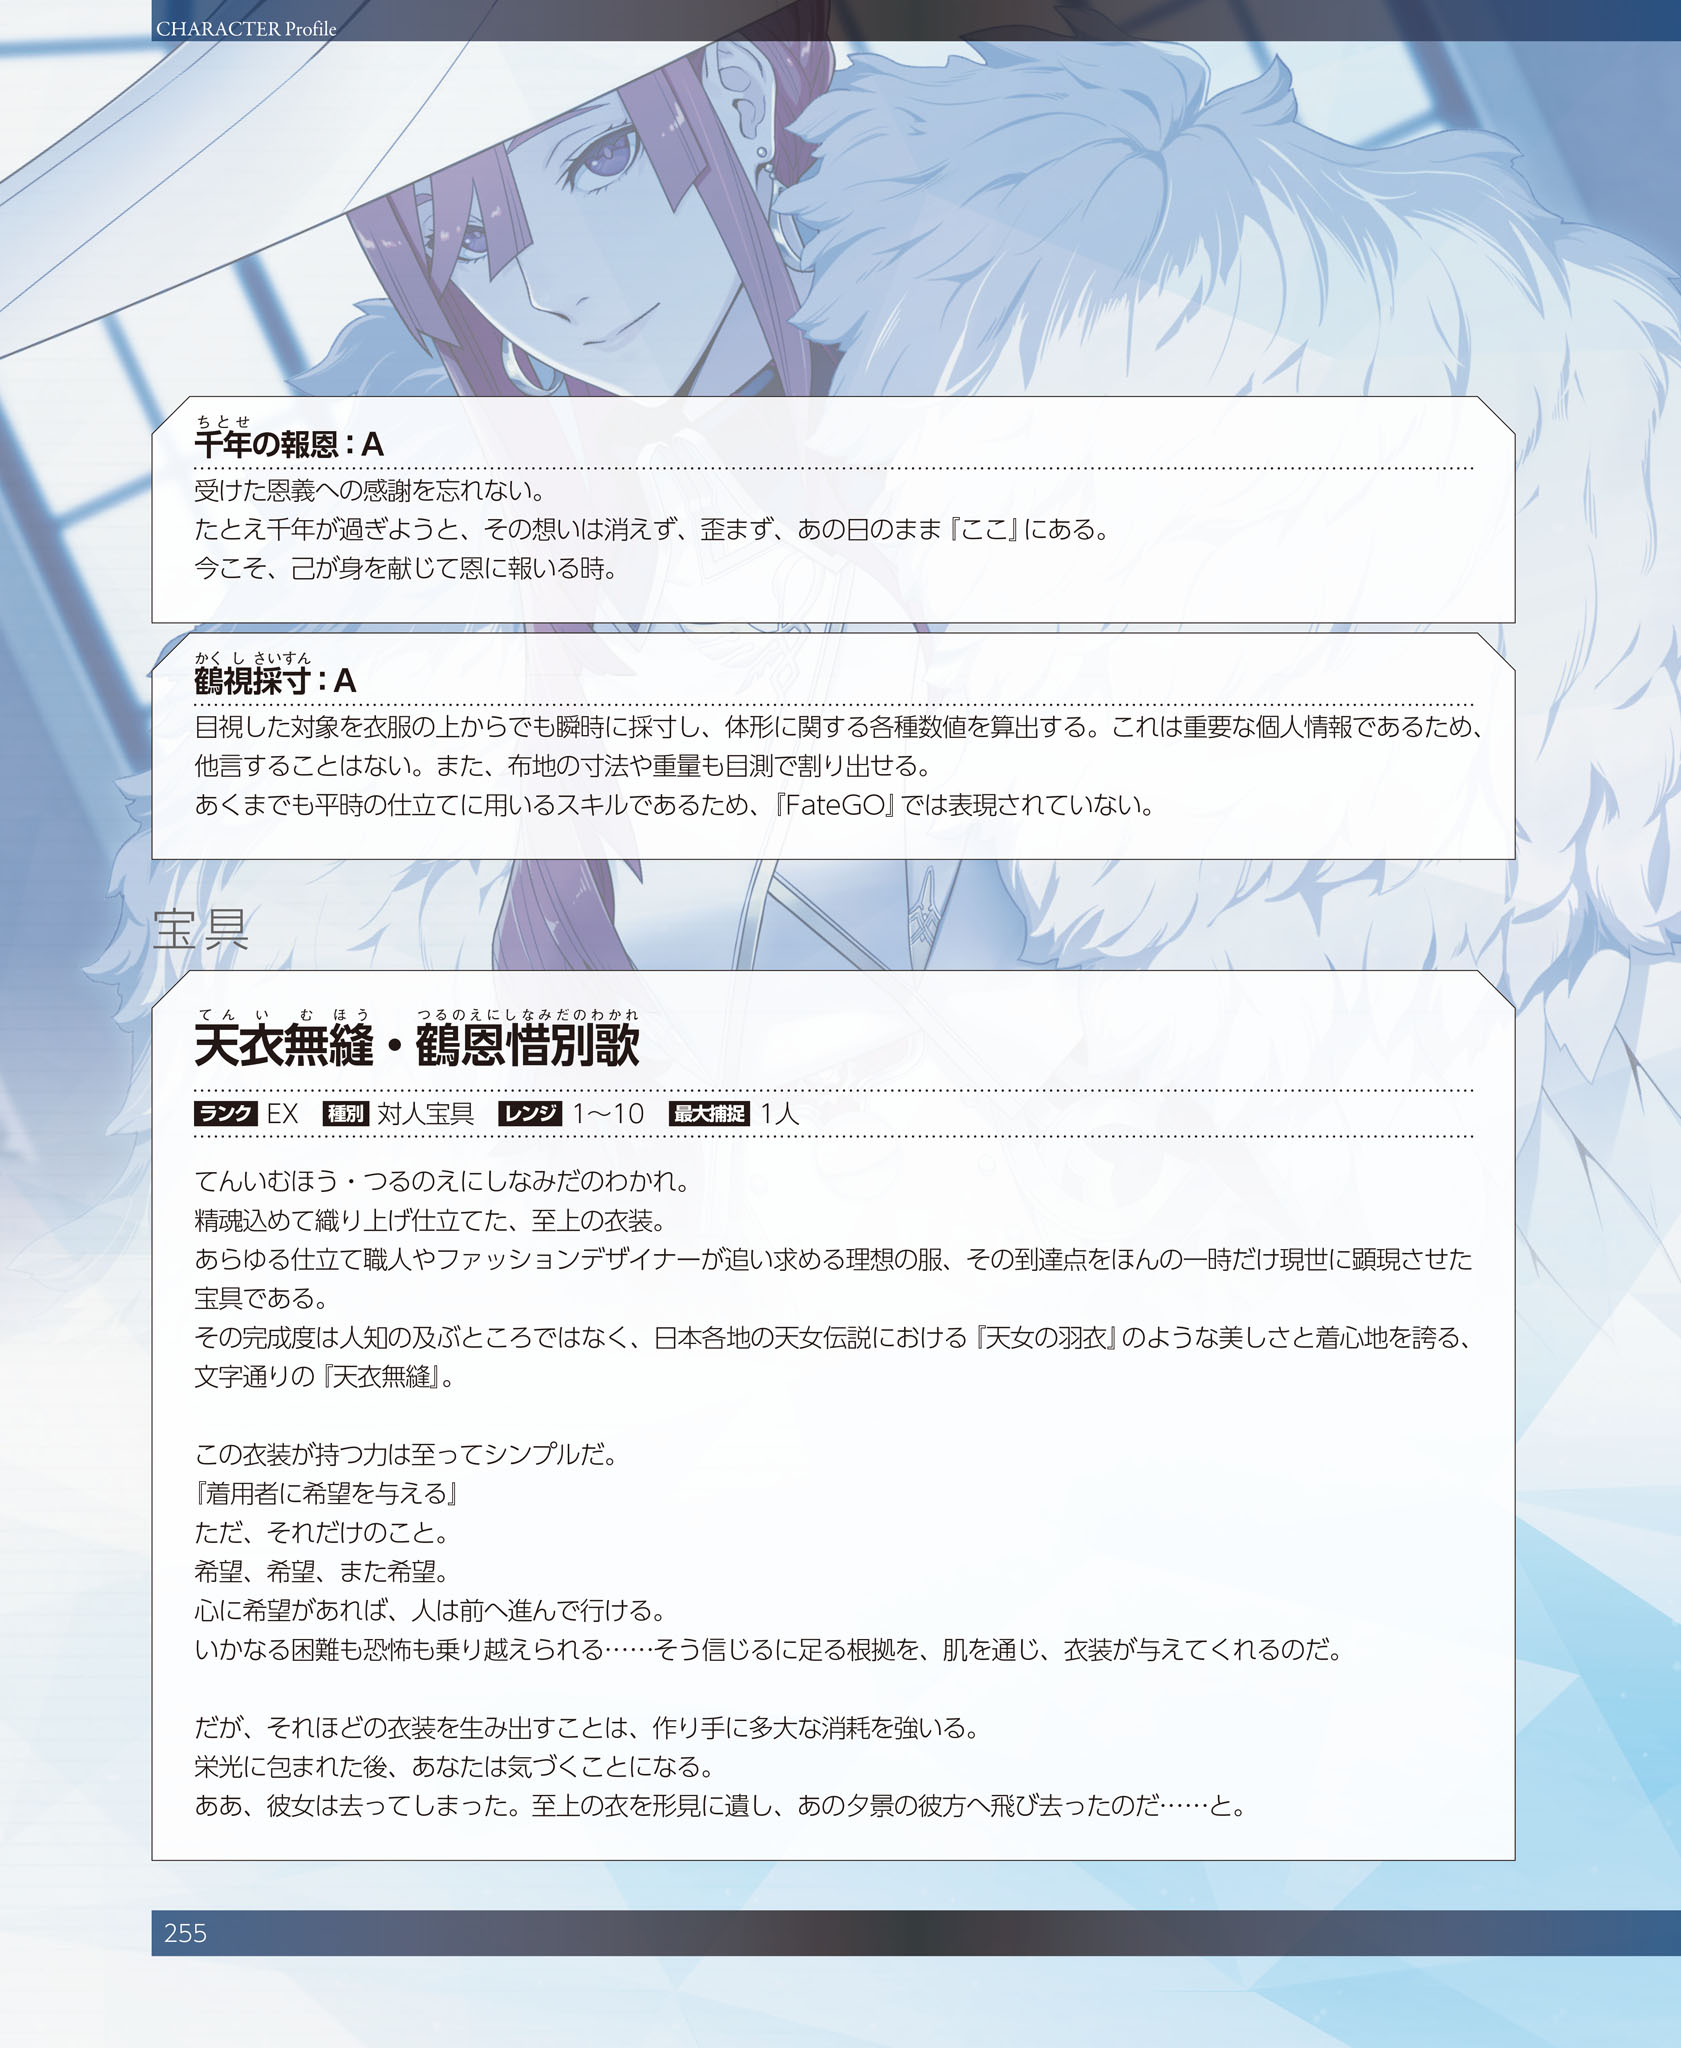 CHARACTER Profile
ちとせ
千年の報恩：A
受けた恩義への感謝を忘れない。
たとえ千年が過ぎようと、その想いは消えず、歪まず、あの日のまま『ここ』にある。
今こそ、己が身を献じて恩に報いる時。
かくしさいすん
鶴視採寸：A
目視した対象を衣服の上からでも瞬時に採寸し、体形に関する各種数値を算出する。これは重要な個人情報であるため、
他言することはない。また、布地の寸法や重量も目測で割り出せる。
あくまでも平時の仕立てに用いるスキルであるため、『FateGO』では表現されていない。
宝具
てんいむほう つるのえにしなみだのわかれ
天衣無縫・鶴恩惜別歌
ランク EX 種別 対人宝具 レンジ 1～10 最大捕捉 1人
てんいむほう・つるのえにしなみだのわかれ。
精魂込めて織り上げ仕立てた、至上の衣装。
あらゆる仕立て職人やファッションデザイナーが追い求める理想の服、その到達点をほんの一時だけ現世に顕現させた
宝具である。
その完成度は人知の及ぶところではなく、日本各地の天女伝説における『天女の羽衣』のような美しさと着心地を誇る、
文字通りの『天衣無縫』。
この衣装が持つ力は至ってシンプルだ。
『着用者に希望を与える』
ただ、それだけのこと。
希望、希望、また希望。
心に希望があれば、人は前へ進んで行ける。
いかなる困難も恐怖も乗り越えられる……そう信じるに足る根拠を、肌を通じ、衣装が与えてくれるのだ。
だが、それほどの衣装を生み出すことは、作り手に多大な消耗を強いる。
栄光に包まれた後、あなたは気づくことになる。
ああ、彼女は去ってしまった。至上の衣を形見に遺し、あの夕景の彼方へ飛び去ったのだ……と。
255